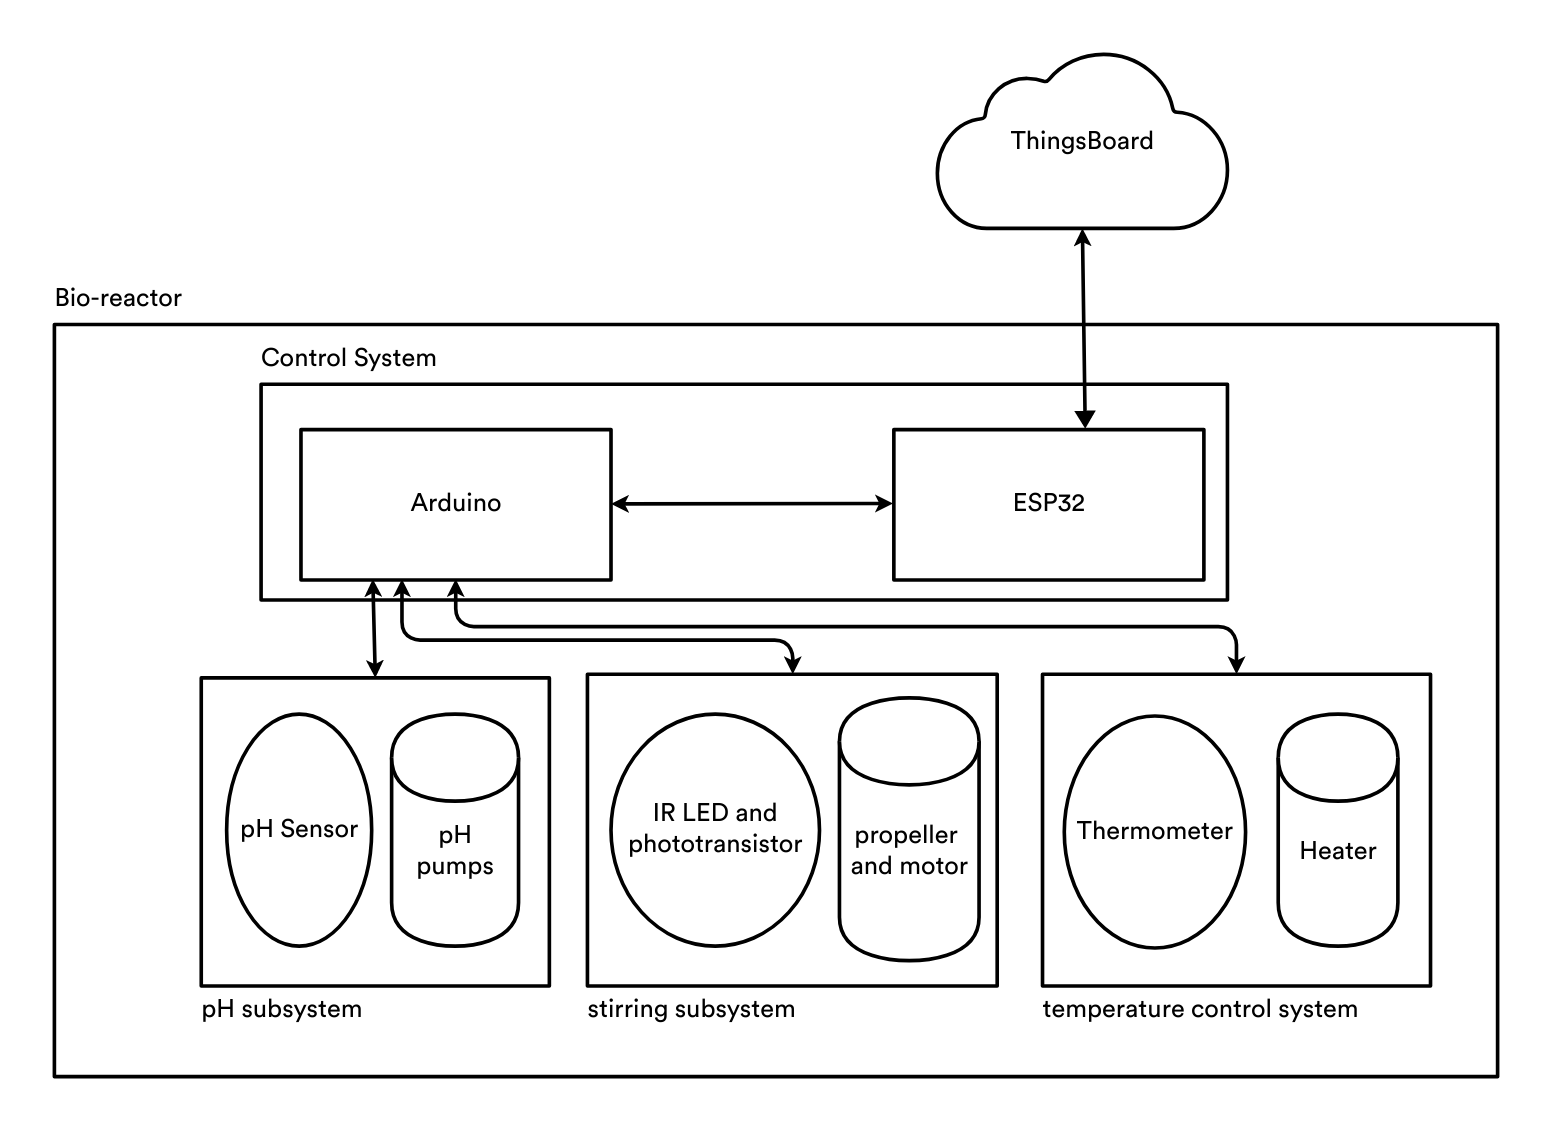 ThingsBoard
Bio-reactor
Control System
Arduino
ESP32
pH Sensor
pH
pumps
IR LED and
phototransistor
propeller
and motor
Thermometer
Heater
pH subsystem
stirring subsystem
temperature control system